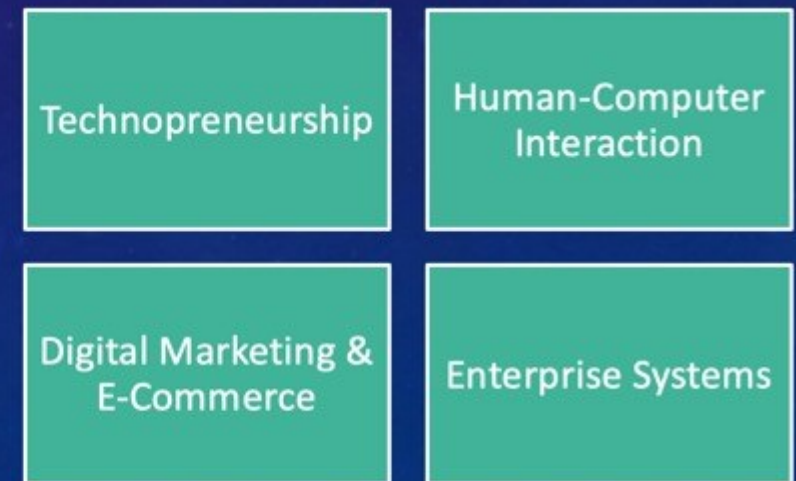 Technopreneurship
Human-Computer
Interaction
Digital Marketing &
E-Commerce
Enterprise Systems